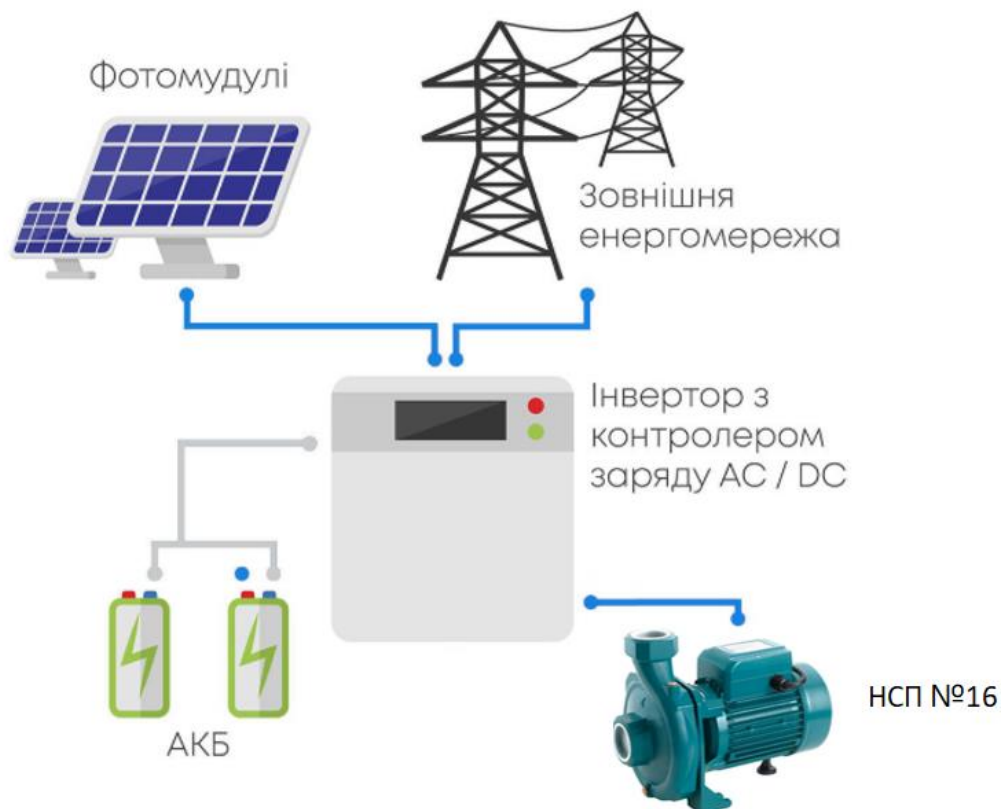 Фотомудулі
Зовнішня
енергомережа
Інвертор з
контролером
заряду AC / DC
АКБ
НСП №16